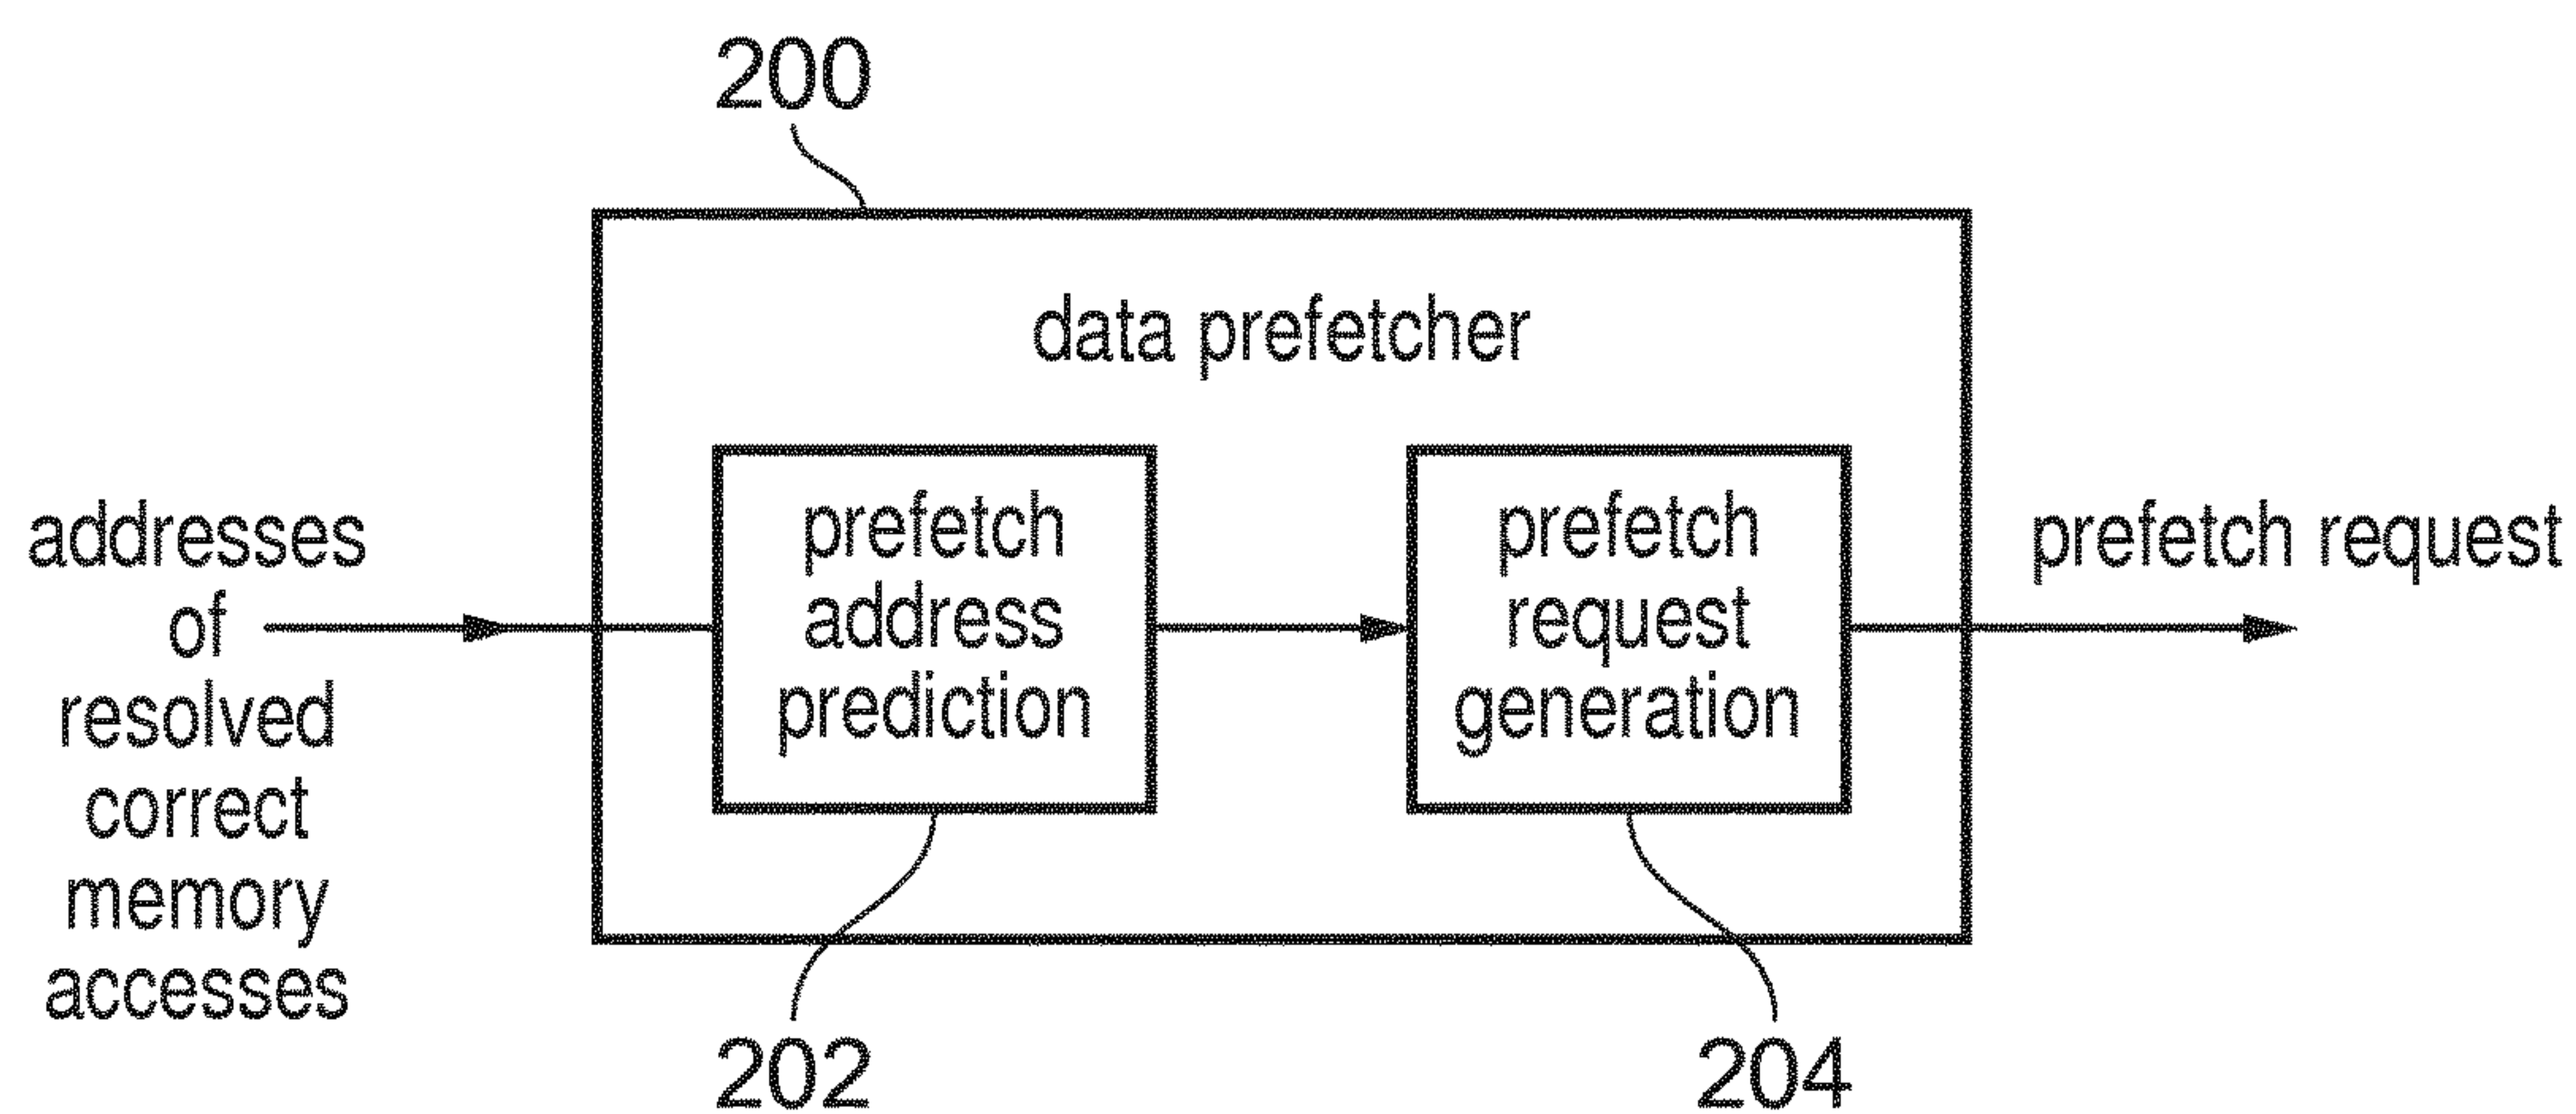 200
data prefetcher
addresses
of
resolved
correct
memory
accesses
prefetch
address
prediction
prefetch
request
generation
prefetch request
202
204